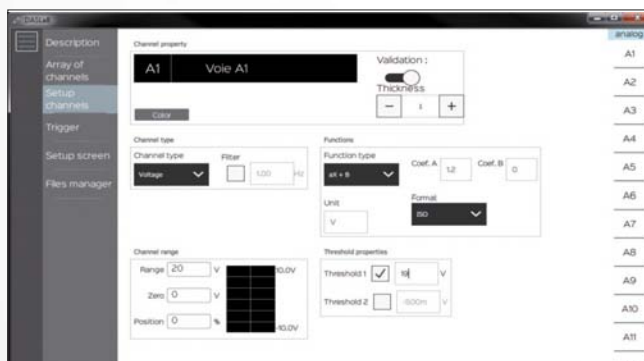 DASLab
Description
Array of channels
Setup channels
Trigger
Setup screen
Files manager
Channel property
A1 Voie A1
Color
Validation :
Thickness
- 1 +
Channel type
Channel type
Voltage
Filter
1.00 Hz
Functions
Function type
aX + B
Coef. A 1.2
Coef. B 0
Unit
V
Format
ISO
Channel range
Range 20 V
Zero 0 V
Position 0 %
10.0V
-10.0V
Threshold properties
Threshold 1 19 V
Threshold 2 -500m V
analog
A1
A2
A3
A4
A5
A6
A7
A8
A9
A10
A11